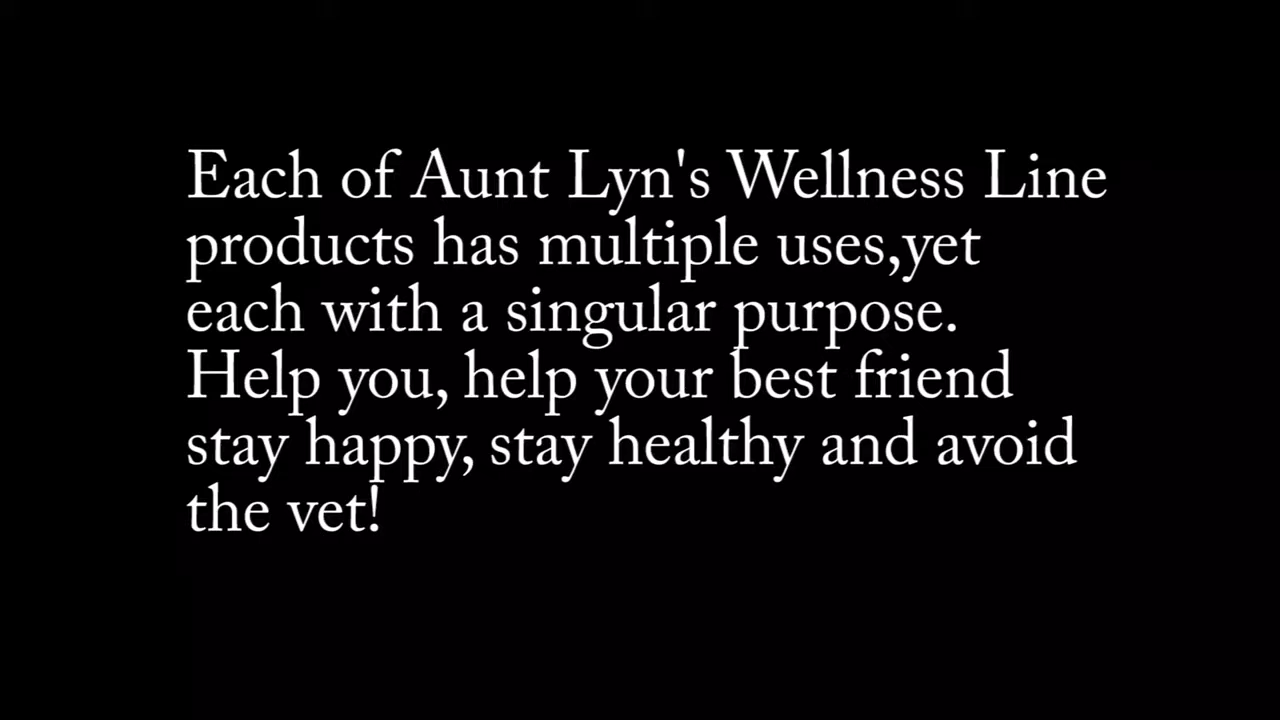 Each of Aunt Lyn's Wellness Line
products has multiple uses,yet
each with a singular purpose.
Help you, help your best friend
stay happy, stay healthy and avoid
the vet!